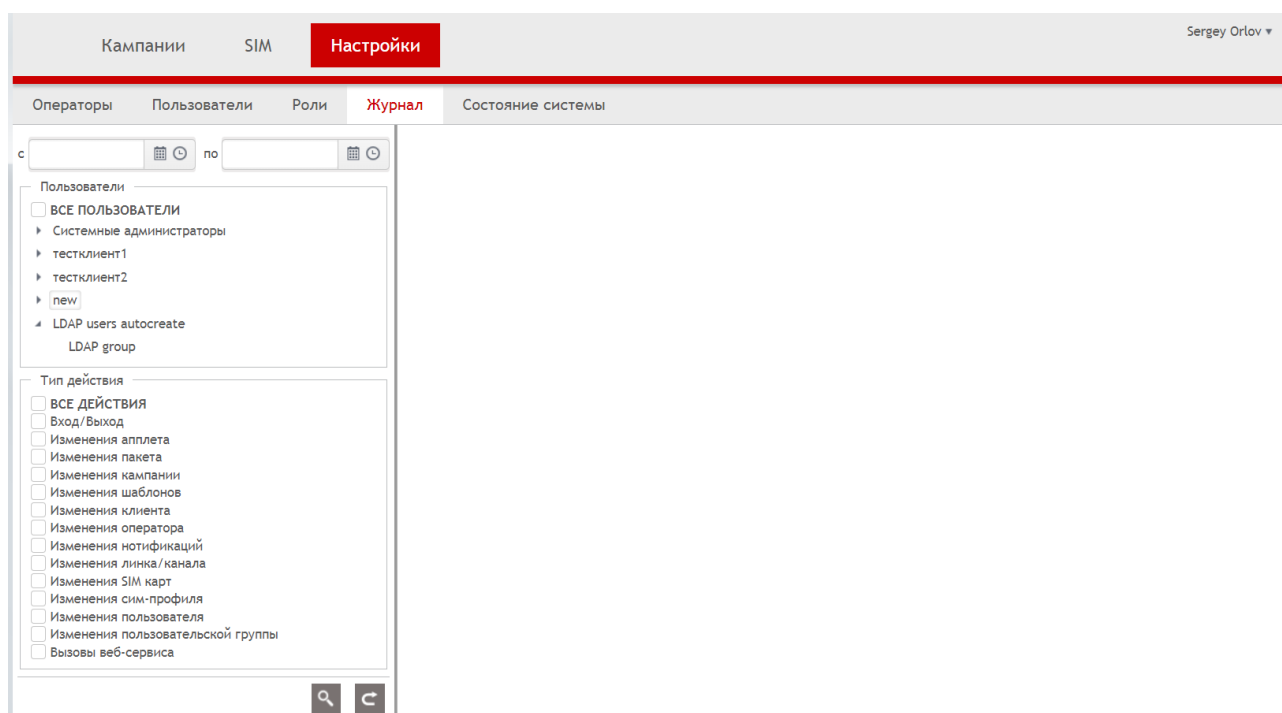 Кампании SIM Настройки Sergey Orlov
Операторы Пользователи Роли Журнал Состояние системы
с по
Пользователи
ВСЕ ПОЛЬЗОВАТЕЛИ
Системные администраторы
тестклиент1
тестклиент2
new
LDAP users autocreate
LDAP group
Тип действия
ВСЕ ДЕЙСТВИЯ
Вход/Выход
Изменения апплета
Изменения пакета
Изменения кампании
Изменения шаблонов
Изменения клиента
Изменения оператора
Изменения нотификаций
Изменения линка/канала
Изменения SIM карт
Изменения сим-профиля
Изменения пользователя
Изменения пользовательской группы
Вызовы веб-сервиса